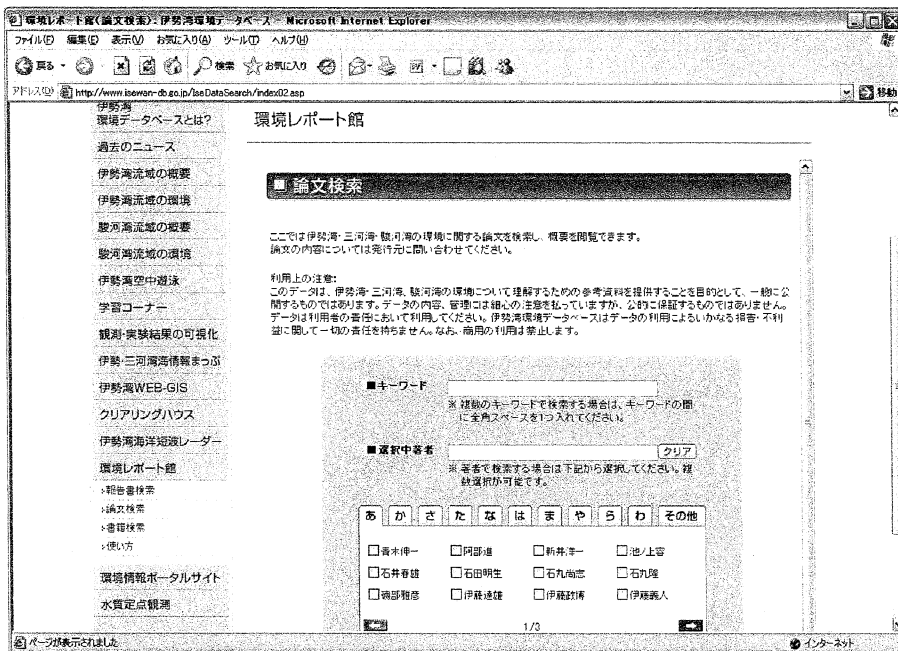 環境レポート館(論文検索):伊勢湾環境データベース - Microsoft Internet Explorer
ファイル(F) 編集(E) 表示(V) お気に入り(A) ツール(T) ヘルプ(H)
戻る 検索 お気に入り
アドレス(D) http://www.isewan-db.go.jp/IseDataSearch/index02.asp 移動
伊勢湾
環境データベースとは?
過去のニュース
伊勢湾流域の概要
伊勢湾流域の環境
駿河湾流域の概要
駿河湾流域の環境
伊勢湾空中遊泳
学習コーナー
観測・実験結果の可視化
伊勢・三河湾海情報まっぷ
伊勢湾WEB-GIS
クリアリングハウス
伊勢湾海洋短波レーダー
環境レポート館
›報告書検索
›論文検索
›書籍検索
›使い方
環境情報ポータルサイト
水質定点観測
環境レポート館
■ 論文検索
ここでは伊勢湾・三河湾・駿河湾の環境に関する論文を検索し、概要を閲覧できます。
論文の内容については発行元に問い合わせてください。
利用上の注意:
このデータは、伊勢湾・三河湾、駿河湾の環境について理解するための参考資料を提供することを目的として、一般に公
開するものではあります。データの内容、管理には細心の注意を払っていますが、公的に保証するものではありません。
データは利用者の責任において利用してください。伊勢湾環境データベースはデータの利用によるいかなる損害・不利
益に関して一切の責任を持ちません。なお、商用の利用は禁止します。
■キーワード
※ 複数のキーワードで検索する場合は、キーワードの間
に全角スペースを1つ入れてください。
■選択中著者 クリア
※ 著者で検索する場合は下記から選択してください。複
数選択が可能です。
あ か さ た な は ま や ら わ その他
青木伸一 阿部進 新井洋一 池ノ上容
石井春雄 石田明生 石丸尚志 石丸隆
磯部雅彦 伊藤達雄 伊藤政博 伊藤義人
1/3
ページが表示されました インターネット